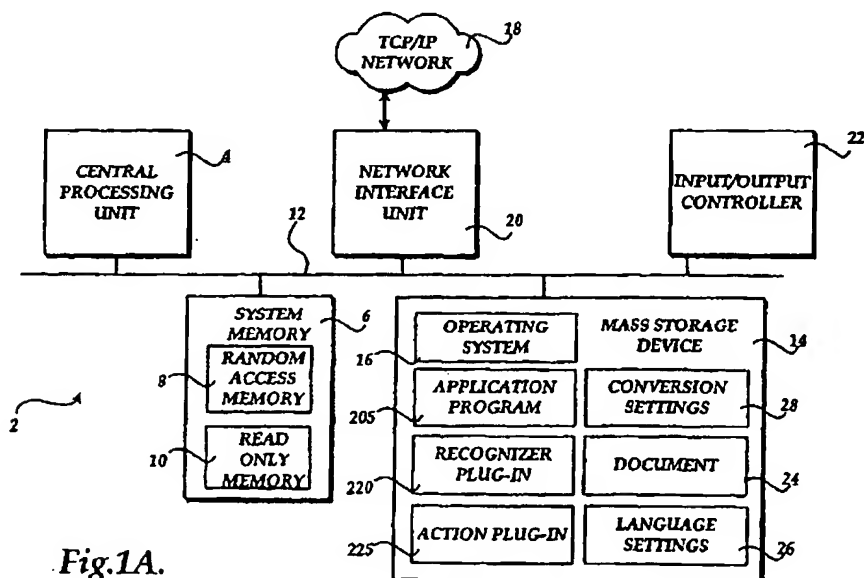 TCP/IP
NETWORK
18
CENTRAL
PROCESSING
UNIT
4
NETWORK
INTERFACE
UNIT
20
INPUT/OUTPUT
CONTROLLER
22
12
SYSTEM
MEMORY
6
RANDOM
ACCESS
MEMORY
8
READ
ONLY
MEMORY
10
2
OPERATING
SYSTEM
16
MASS STORAGE
DEVICE
14
APPLICATION
PROGRAM
205
CONVERSION
SETTINGS
28
RECOGNIZER
PLUG-IN
220
DOCUMENT
24
ACTION PLUG-IN
225
LANGUAGE
SETTINGS
26
Fig.1A.